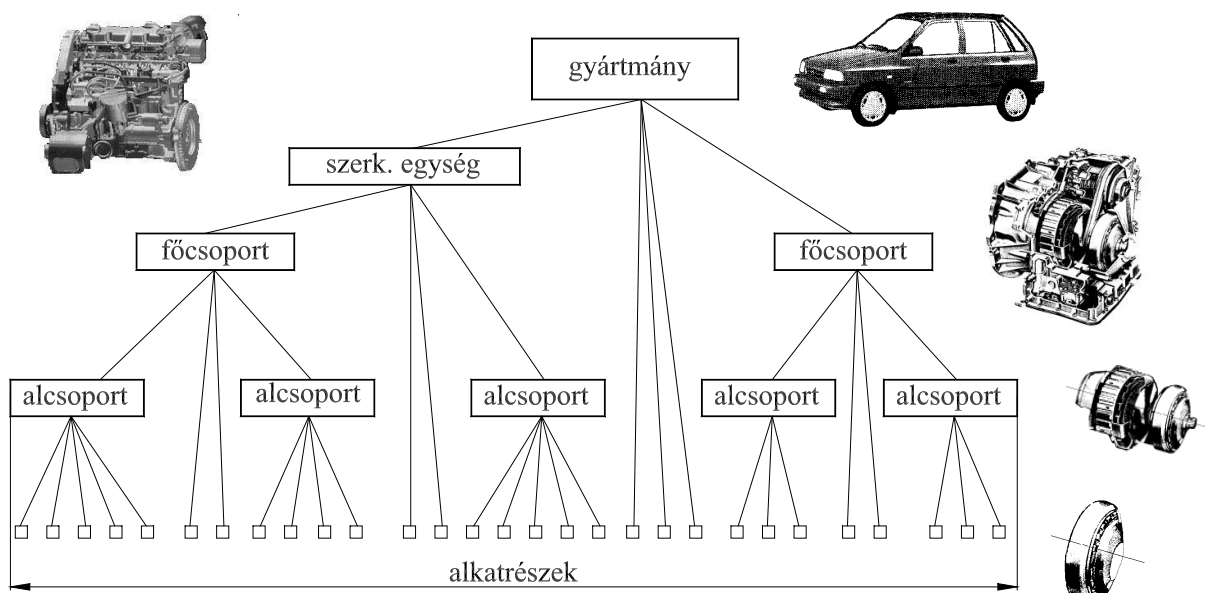 gyártmány
szerk. egység
főcsoport
főcsoport
alcsoport
alcsoport
alcsoport
alcsoport
alcsoport
alkatrészek